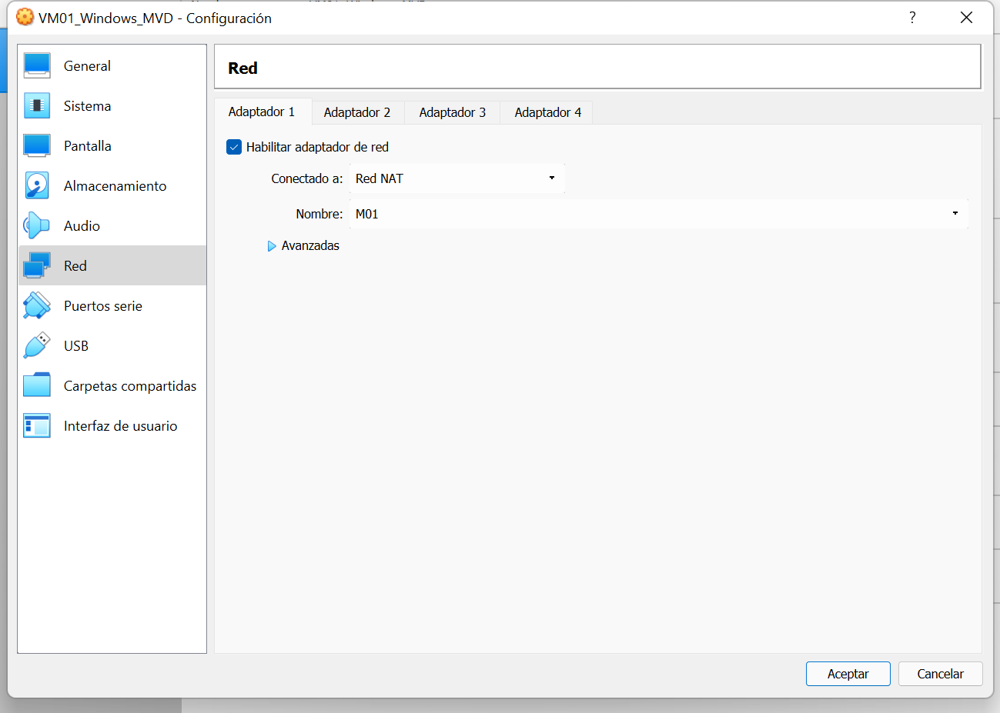 VM01_Windows_MVD - Configuración
?
General
Sistema
Pantalla
Almacenamiento
Audio
Red
Puertos serie
USB
Carpetas compartidas
Interfaz de usuario
Red
Adaptador 1 Adaptador 2 Adaptador 3 Adaptador 4
Habilitar adaptador de red
Conectado a: Red NAT
Nombre: M01
Avanzadas
Aceptar Cancelar